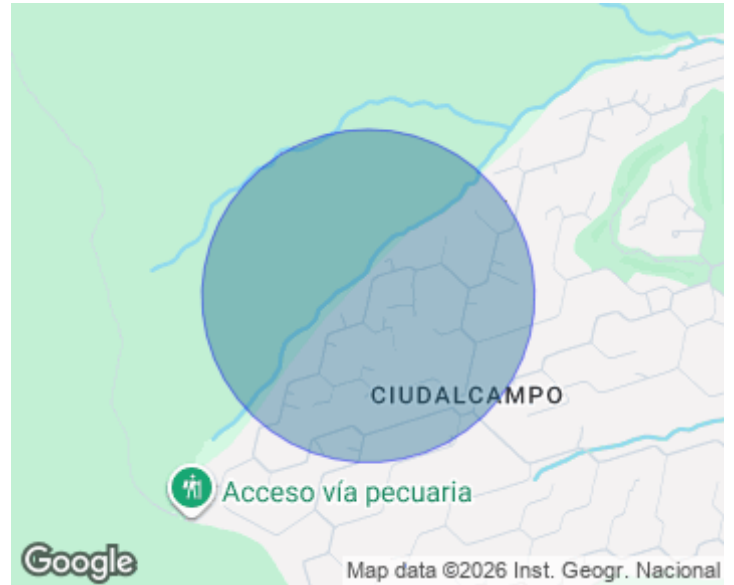 CIUDALCAMPO
Acceso vía pecuaria
Google
Map data ©2026 Inst. Geogr. Nacional